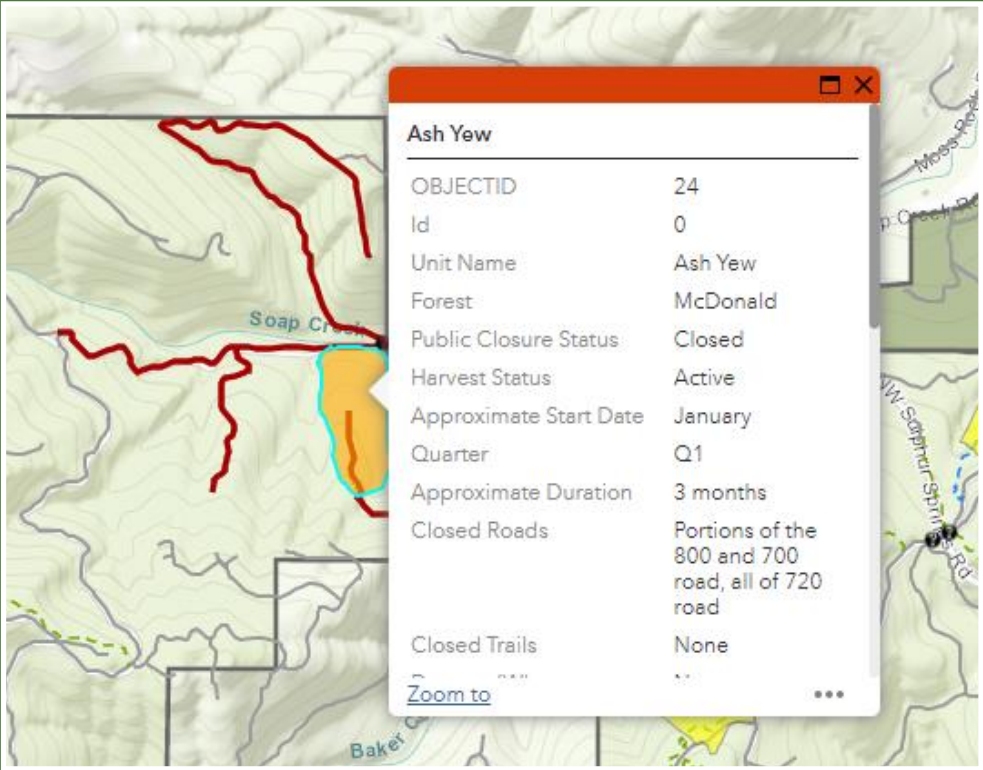 Ash Yew
OBJECTID 24
Id 0
Unit Name Ash Yew
Forest McDonald
Public Closure Status Closed
Harvest Status Active
Approximate Start Date January
Quarter Q1
Approximate Duration 3 months
Closed Roads Portions of the
800 and 700
road, all of 720
road
Closed Trails None
Zoom to
Soap Creek
Baker
NW Sulphur Springs Rd